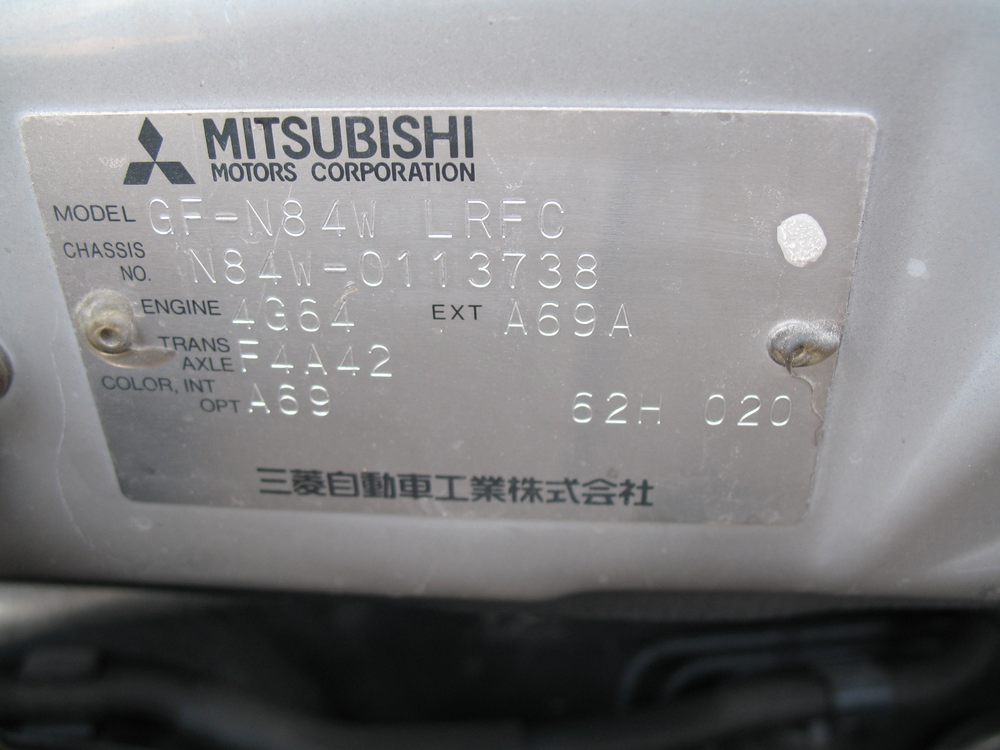 MITSUBISHI
MOTORS CORPORATION
MODEL GF-N84W LRFC
CHASSIS NO. N84W-0113738
ENGINE 4G64 EXT A69A
TRANS AXLE F4A42
COLOR, INT OPT A69 62H 020
三菱自動車工業株式会社